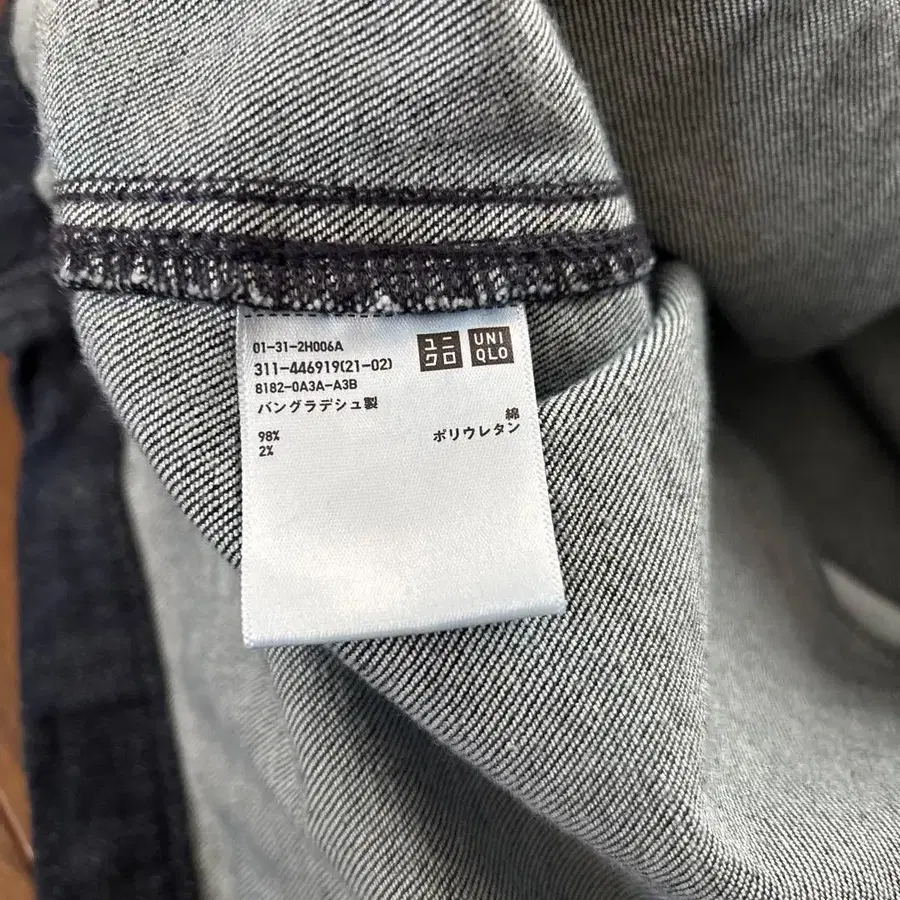 01-31-2H006A
311-446919(21-02)
8182-0A3A-A3B
バングラデシュ製
ユニ
クロ
UNI
QLO
98% 綿
2% ポリウレタン